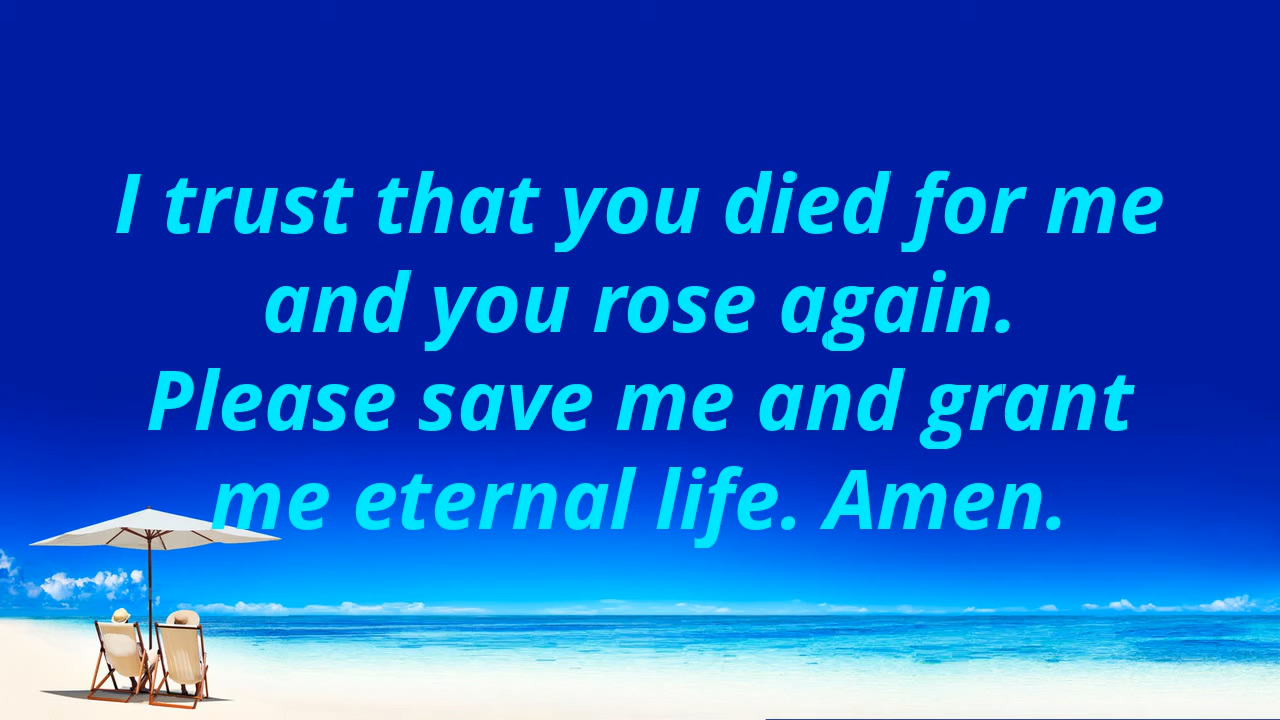 I trust that you died for me
and you rose again.
Please save me and grant
me eternal life. Amen.